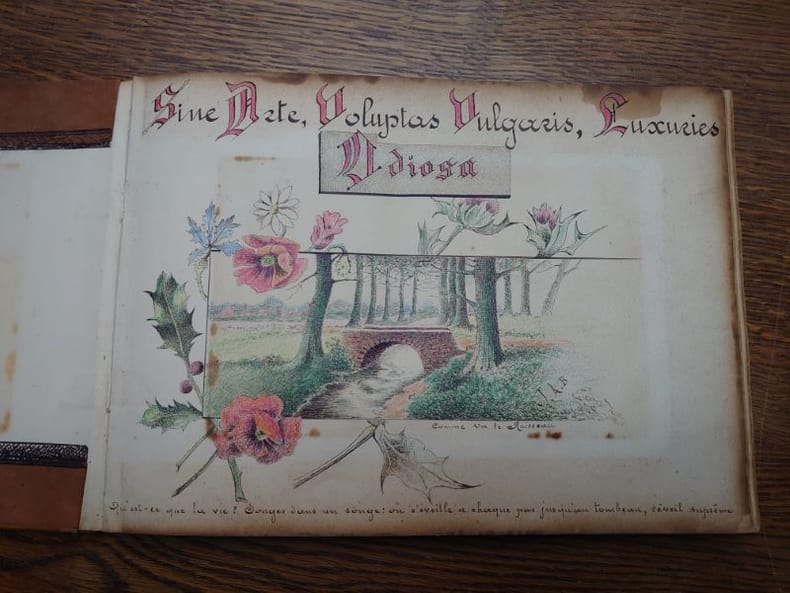 Sine Arte, Voluptas Vulgaris, Luxuries
Odiosa
Comme va le Ruisseau
Qu'est-ce que la vie? Songes dans un songe: on s'éveille a chaque pas jusqu'au tombeau, réveil suprême